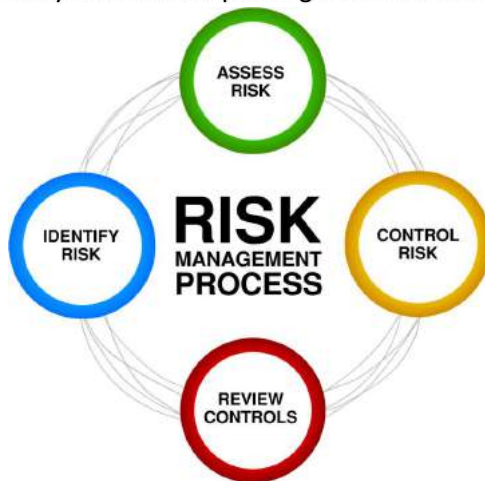 ASSESS
RISK
IDENTIFY
RISK
RISK
MANAGEMENT
PROCESS
CONTROL
RISK
REVIEW
CONTROLS